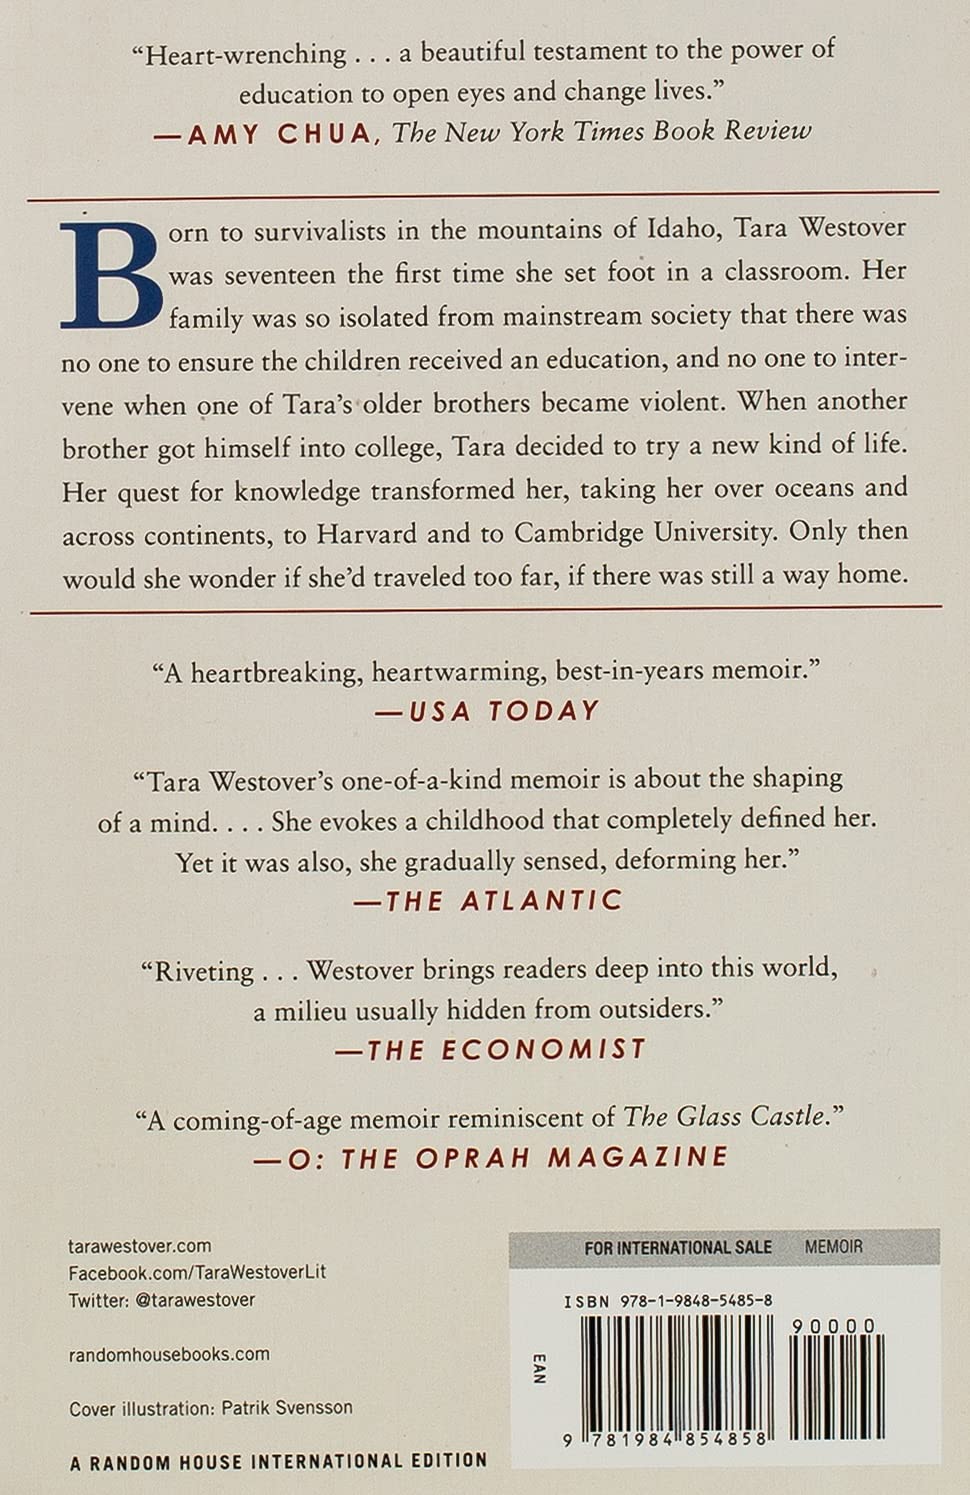 “Heart-wrenching . . . a beautiful testament to the power of
education to open eyes and change lives.”
—AMY CHUA, The New York Times Book Review
Born to survivalists in the mountains of Idaho, Tara Westover
was seventeen the first time she set foot in a classroom. Her
family was so isolated from mainstream society that there was
no one to ensure the children received an education, and no one to inter-
vene when one of Tara’s older brothers became violent. When another
brother got himself into college, Tara decided to try a new kind of life.
Her quest for knowledge transformed her, taking her over oceans and
across continents, to Harvard and to Cambridge University. Only then
would she wonder if she’d traveled too far, if there was still a way home.
“A heartbreaking, heartwarming, best-in-years memoir.”
—USA TODAY
“Tara Westover’s one-of-a-kind memoir is about the shaping
of a mind. . . . She evokes a childhood that completely defined her.
Yet it was also, she gradually sensed, deforming her.”
—THE ATLANTIC
“Riveting . . . Westover brings readers deep into this world,
a milieu usually hidden from outsiders.”
—THE ECONOMIST
“A coming-of-age memoir reminiscent of The Glass Castle.”
—O: THE OPRAH MAGAZINE
tarawestover.com
Facebook.com/TaraWestoverLit
Twitter: @tarawestover
randomhousebooks.com
Cover illustration: Patrik Svensson
A RANDOM HOUSE INTERNATIONAL EDITION
FOR INTERNATIONAL SALE MEMOIR
ISBN 978-1-9848-5485-8
90000
EAN
9 781984 854858